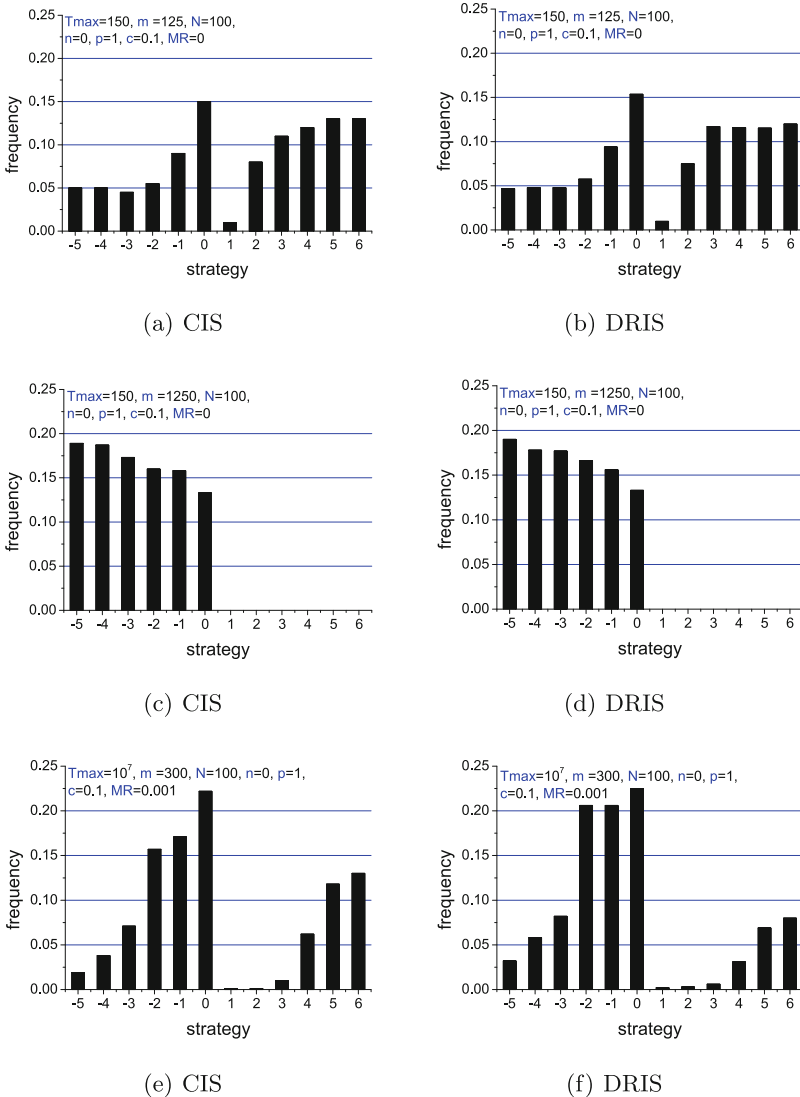 Tmax=150, m =125, N=100,
n=0, p=1, c=0.1, MR=0
0.25
0.20
0.15
0.10
0.05
0.00
frequency
-5 -4 -3 -2 -1 0 1 2 3 4 5 6
strategy
(a) CIS
Tmax=150, m =125, N=100,
n=0, p=1, c=0.1, MR=0
0.25
0.20
0.15
0.10
0.05
0.00
frequency
-5 -4 -3 -2 -1 0 1 2 3 4 5 6
strategy
(b) DRIS
Tmax=150, m =1250, N=100,
n=0, p=1, c=0.1, MR=0
0.25
0.20
0.15
0.10
0.05
0.00
frequency
-5 -4 -3 -2 -1 0 1 2 3 4 5 6
strategy
(c) CIS
Tmax=150, m =1250, N=100,
n=0, p=1, c=0.1, MR=0
0.25
0.20
0.15
0.10
0.05
0.00
frequency
-5 -4 -3 -2 -1 0 1 2 3 4 5 6
strategy
(d) DRIS
Tmax=10⁷, m =300, N=100, n=0, p=1,
c=0.1, MR=0.001
0.25
0.20
0.15
0.10
0.05
0.00
frequency
-5 -4 -3 -2 -1 0 1 2 3 4 5 6
strategy
(e) CIS
Tmax=10⁷, m =300, N=100, n=0, p=1,
c=0.1, MR=0.001
0.25
0.20
0.15
0.10
0.05
0.00
frequency
-5 -4 -3 -2 -1 0 1 2 3 4 5 6
strategy
(f) DRIS